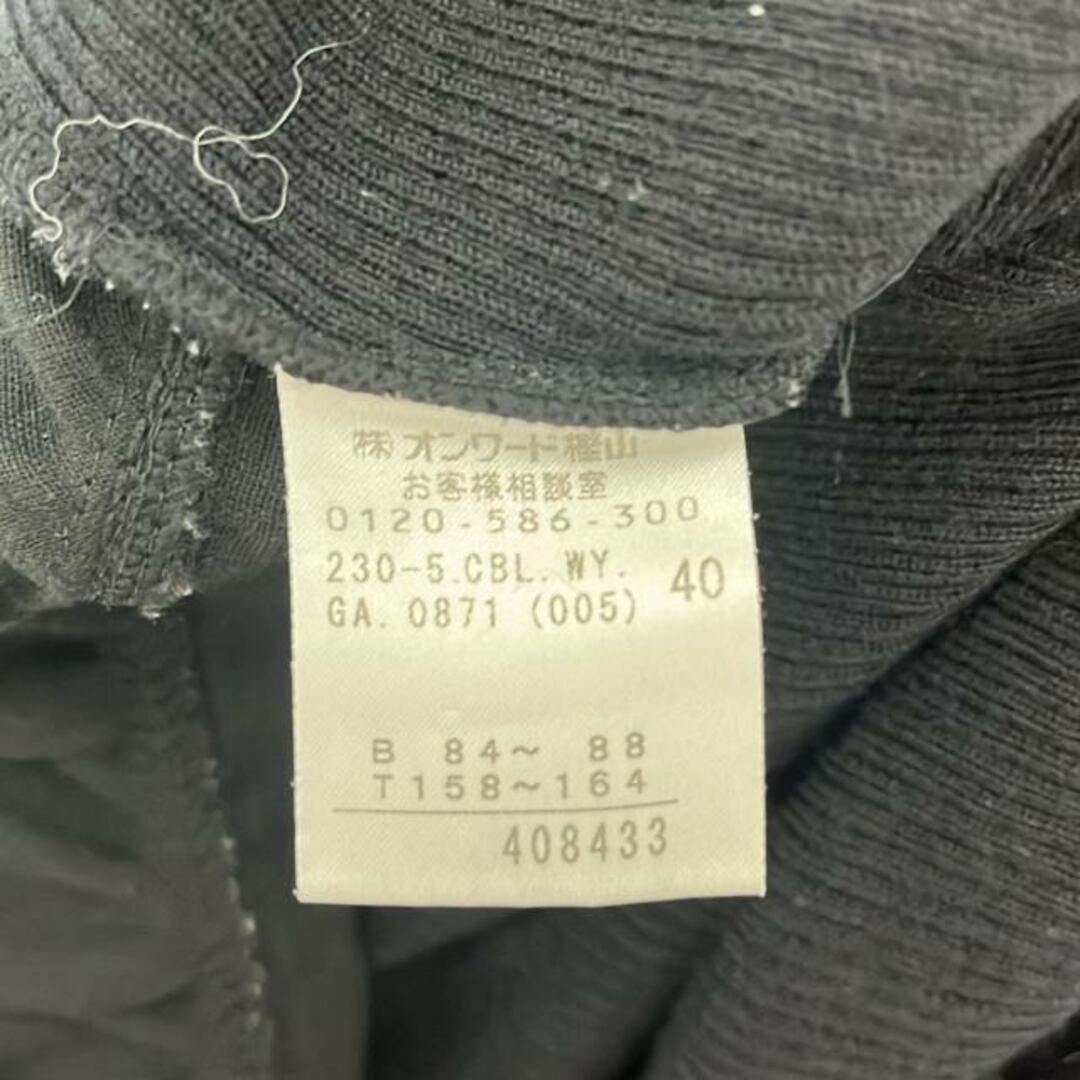 ㈱オンワード樫山
お客様相談室
0120-586-300
230-5.CBL.WY. 40
GA. 0871 (005)
B 84～ 88
T158～164
408433